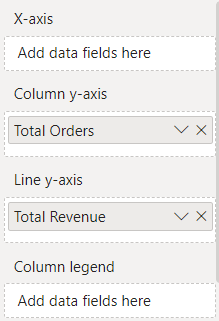 X-axis
Add data fields here
Column y-axis
Total Orders
Line y-axis
Total Revenue
Column legend
Add data fields here